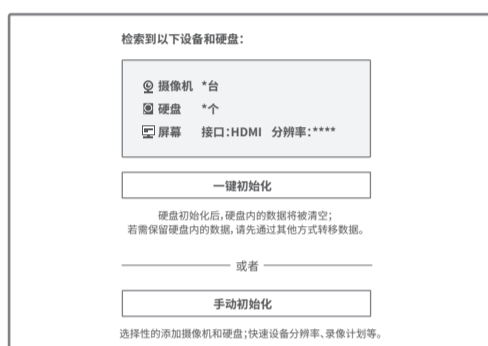 检索到以下设备和硬盘：
摄像机 *台
硬盘 *个
屏幕 接口：HDMI 分辨率：****
一键初始化
硬盘初始化后，硬盘内的数据将被清空；
若需保留硬盘内的数据，请先通过其他方式转移数据。
或者
手动初始化
选择性的添加摄像机和硬盘；快速设备分辨率、录像计划等。